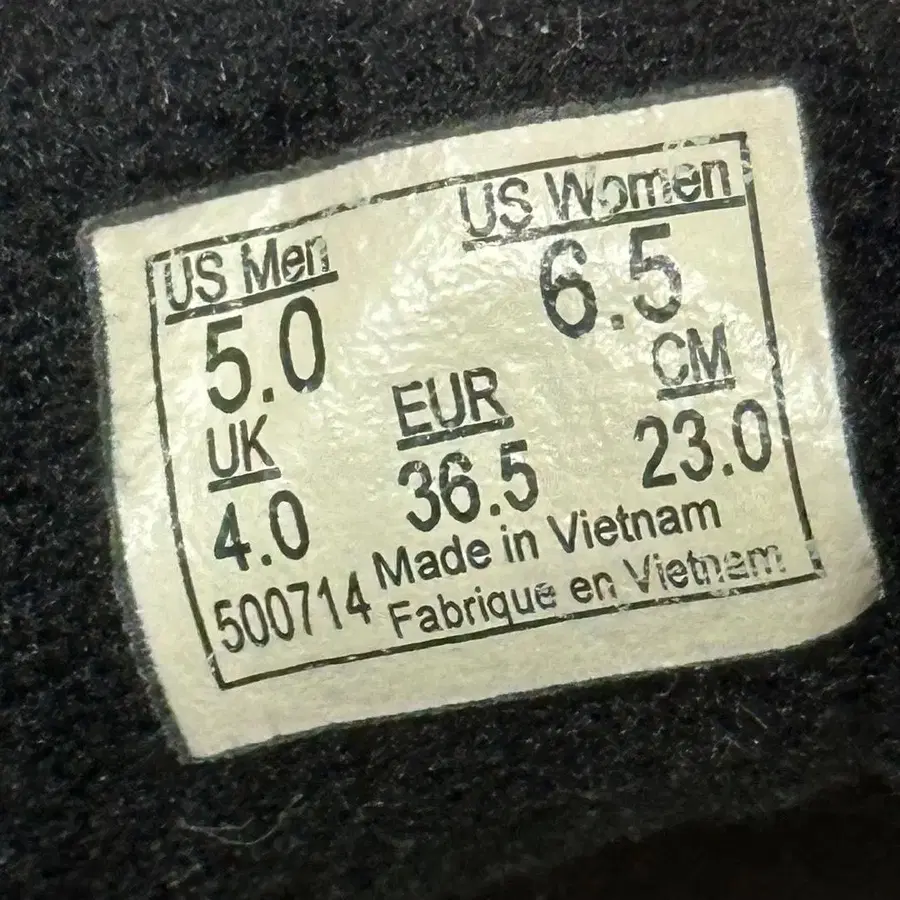 US Men US Women
5.0 6.5
UK EUR CM
4.0 36.5 23.0
500714 Made in Vietnam
Fabrique en Vietnam